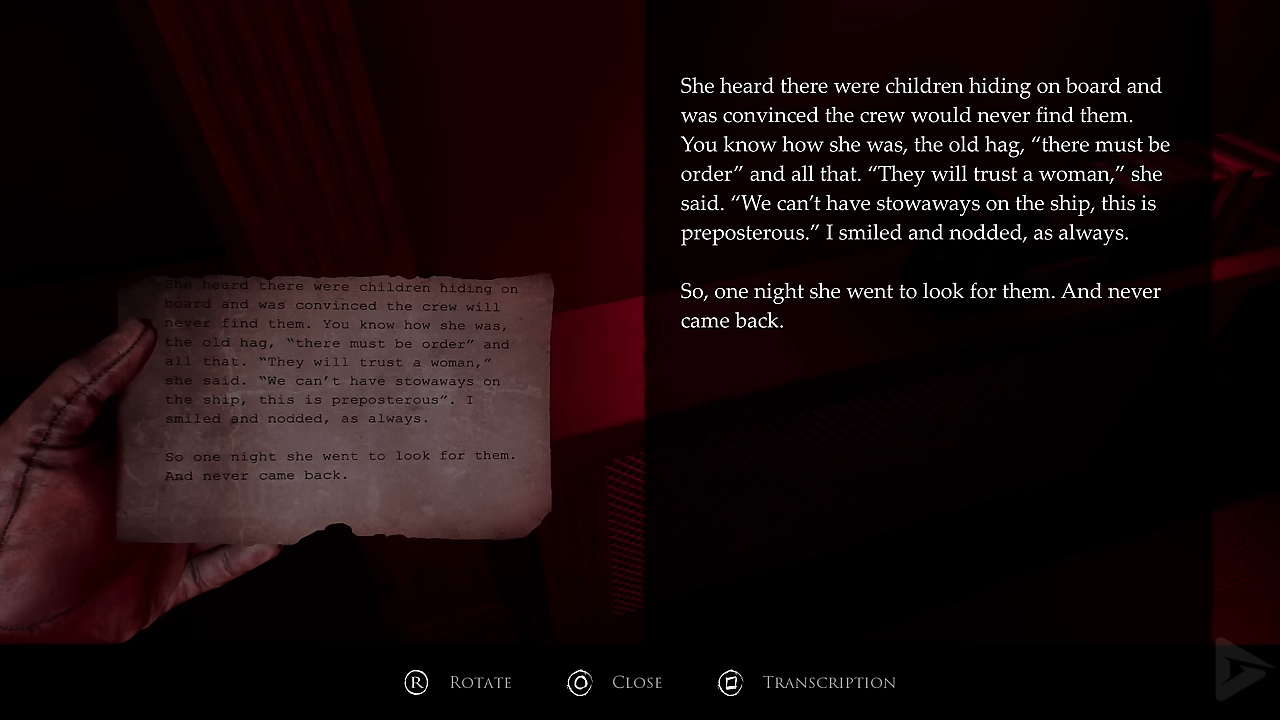 She heard there were children hiding on
board and was convinced the crew will
never find them. You know how she was,
the old hag, “there must be order” and
all that. “They will trust a woman,”
she said. “We can’t have stowaways on
the ship, this is preposterous”. I
smiled and nodded, as always.
So one night she went to look for them.
And never came back.
She heard there were children hiding on board and
was convinced the crew would never find them.
You know how she was, the old hag, “there must be
order” and all that. “They will trust a woman,” she
said. “We can’t have stowaways on the ship, this is
preposterous.” I smiled and nodded, as always.
So, one night she went to look for them. And never
came back.
R Rotate Close Transcription